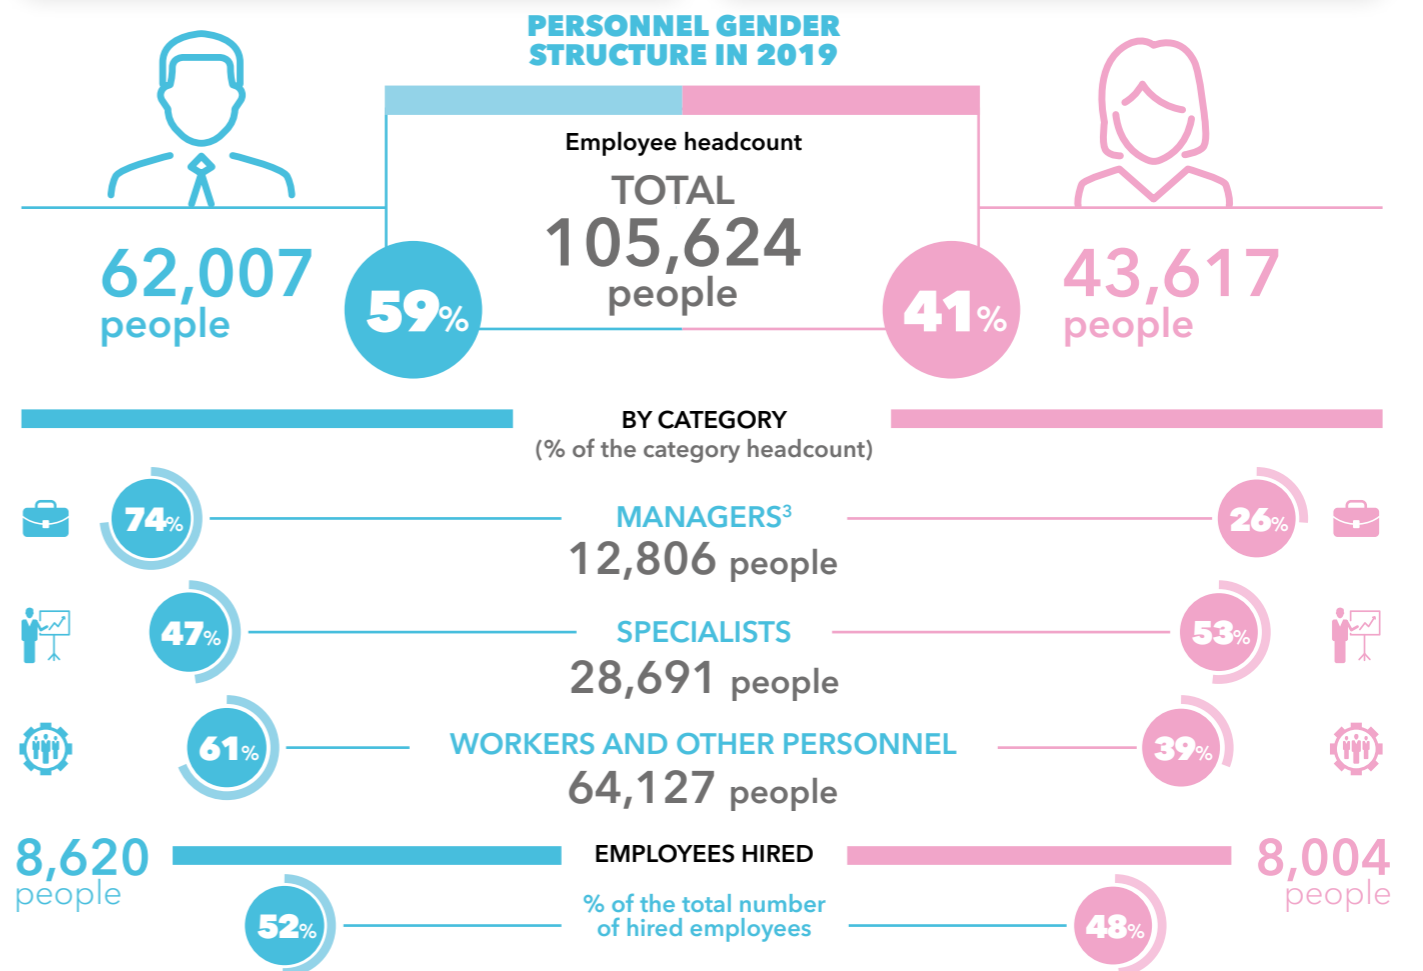 PERSONNEL GENDER
STRUCTURE IN 2019
Employee headcount
TOTAL
105,624
people
62,007
people
59%
41%
43,617
people
BY CATEGORY
(% of the category headcount)
74%
MANAGERS³
12,806 people
26%
47%
SPECIALISTS
28,691 people
53%
61%
WORKERS AND OTHER PERSONNEL
64,127 people
39%
8,620
people
EMPLOYEES HIRED
8,004
people
52%
% of the total number
of hired employees
48%